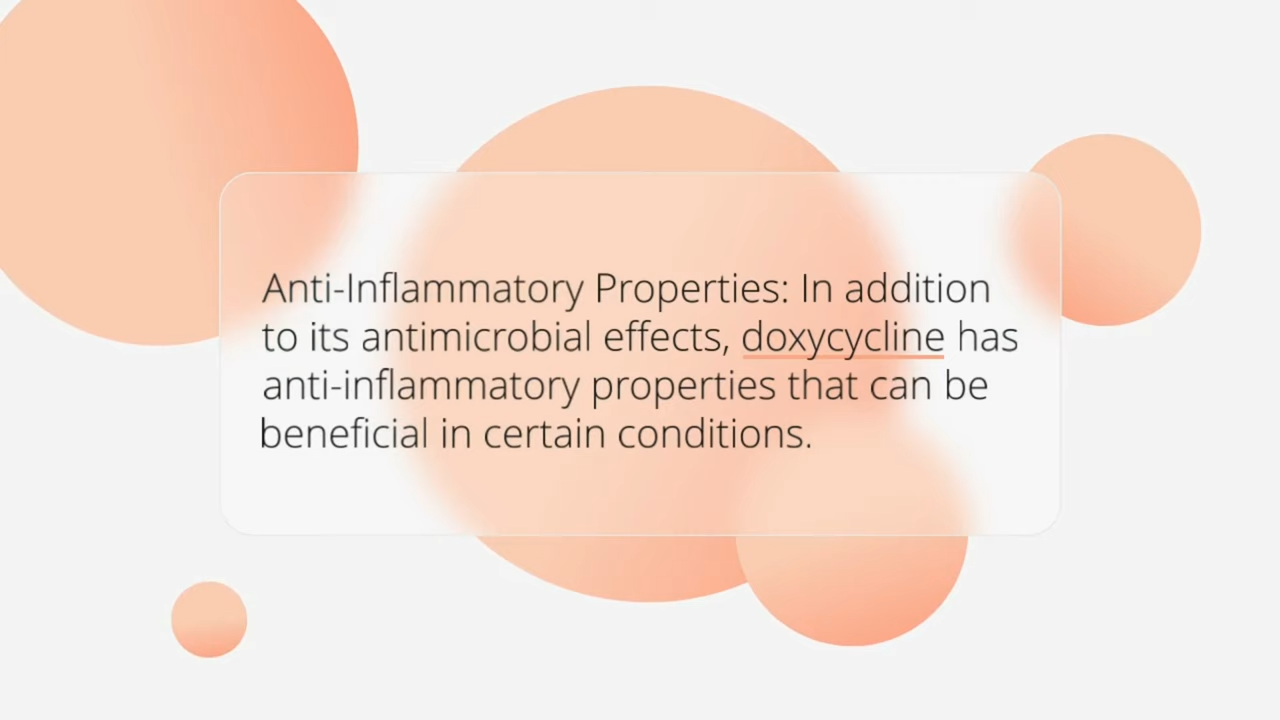 Anti-Inflammatory Properties: In addition
to its antimicrobial effects, doxycycline has
anti-inflammatory properties that can be
beneficial in certain conditions.